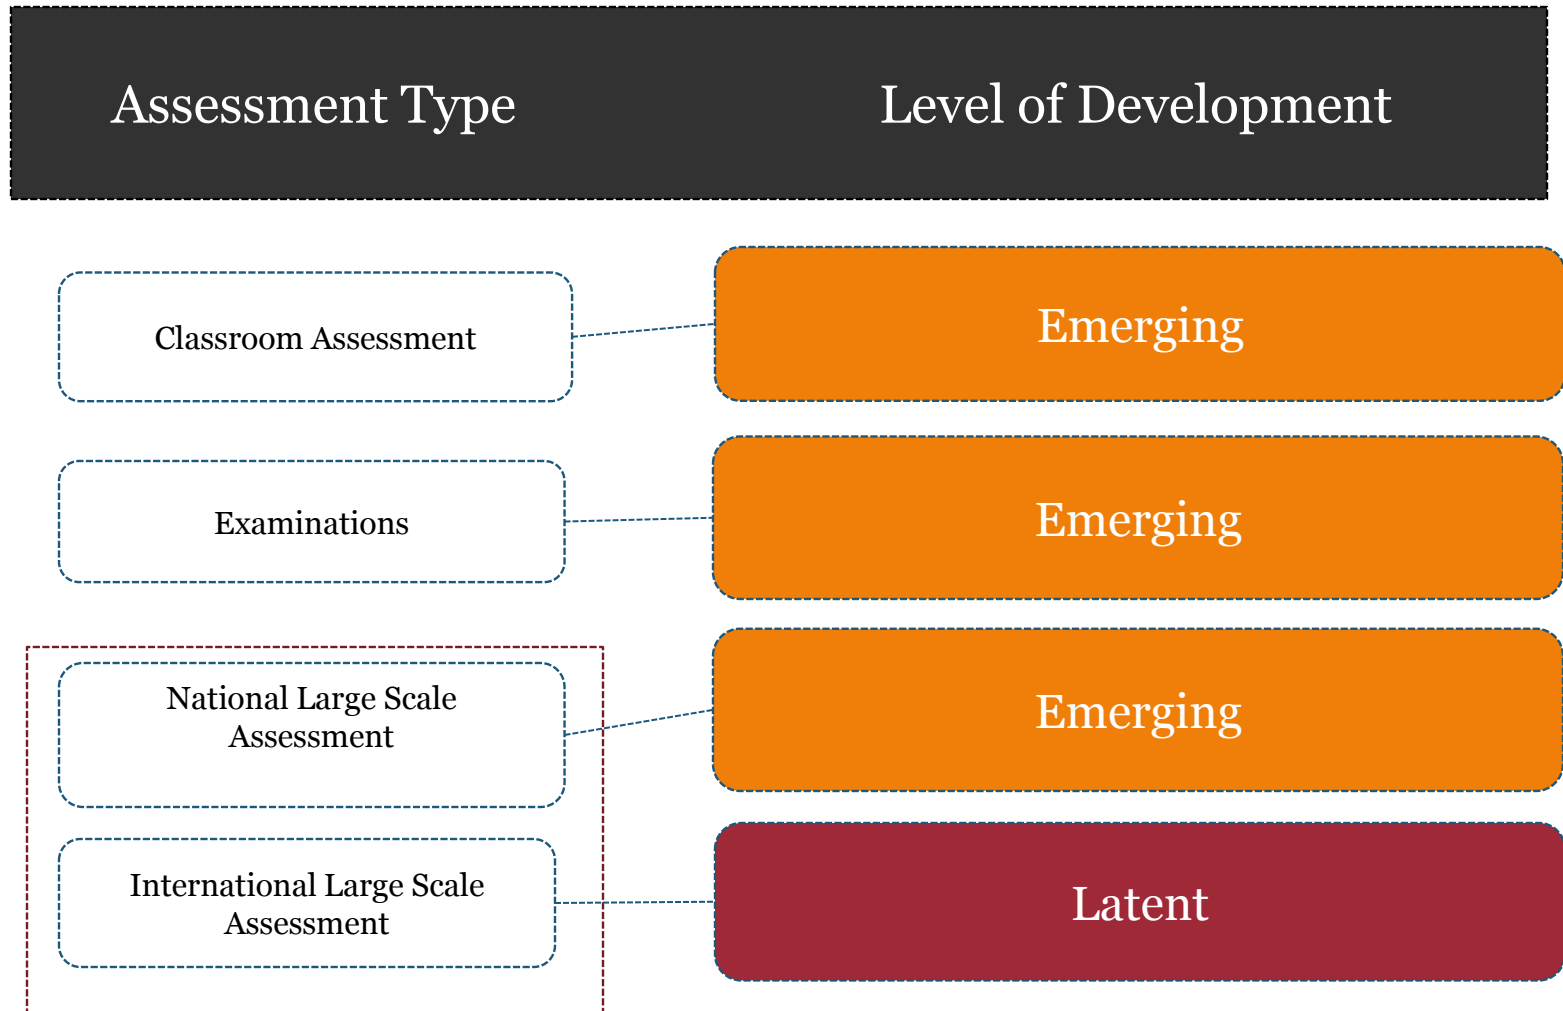 Assessment Type
Level of Development
Classroom Assessment
Emerging
Examinations
Emerging
National Large Scale
Assessment
Emerging
International Large Scale
Assessment
Latent